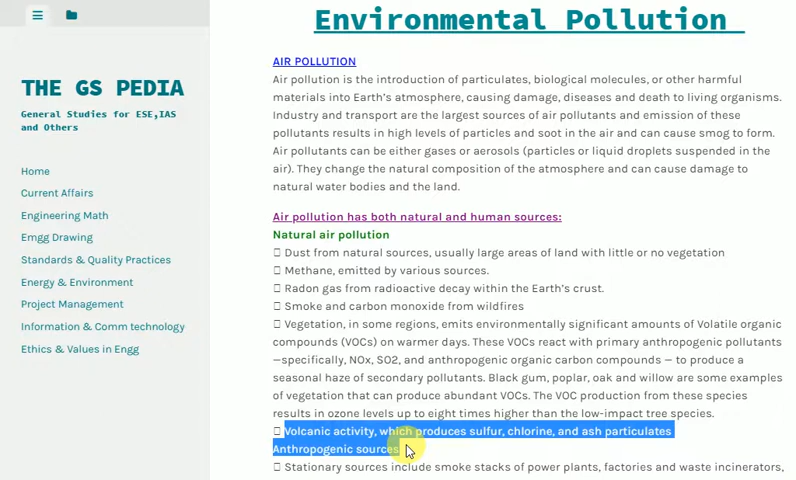 Environmental Pollution
THE GS PEDIA
General Studies for ESE,IAS
and Others
Home
Current Affairs
Engineering Math
Emgg Drawing
Standards & Quality Practices
Energy & Environment
Project Management
Information & Comm technology
Ethics & Values in Engg
AIR POLLUTION
Air pollution is the introduction of particulates, biological molecules, or other harmful
materials into Earth's atmosphere, causing damage, diseases and death to living organisms.
Industry and transport are the largest sources of air pollutants and emission of these
pollutants results in high levels of particles and soot in the air and can cause smog to form.
Air pollutants can be either gases or aerosols (particles or liquid droplets suspended in the
air). They change the natural composition of the atmosphere and can cause damage to
natural water bodies and the land.
Air pollution has both natural and human sources:
Natural air pollution
Dust from natural sources, usually large areas of land with little or no vegetation
Methane, emitted by various sources.
Radon gas from radioactive decay within the Earth's crust.
Smoke and carbon monoxide from wildfires
Vegetation, in some regions, emits environmentally significant amounts of Volatile organic
compounds (VOCs) on warmer days. These VOCs react with primary anthropogenic pollutants
—specifically, NOx, SO2, and anthropogenic organic carbon compounds — to produce a
seasonal haze of secondary pollutants. Black gum, poplar, oak and willow are some examples
of vegetation that can produce abundant VOCs. The VOC production from these species
results in ozone levels up to eight times higher than the low-impact tree species.
Volcanic activity, which produces sulfur, chlorine, and ash particulates
Anthropogenic sources
Stationary sources include smoke stacks of power plants, factories and waste incinerators,